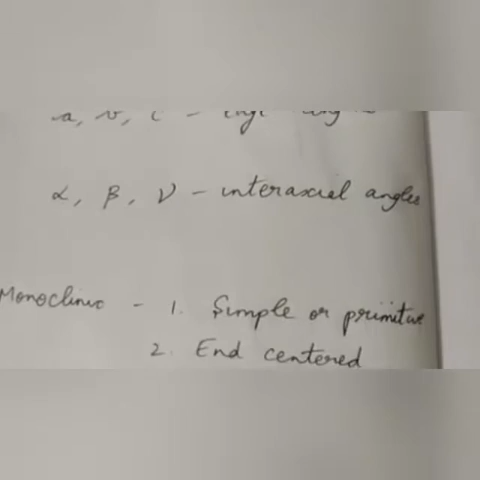 a, b, c -
α, β, γ - interaxial angles
Monoclinic - 1. Simple or primitive
2. End centered